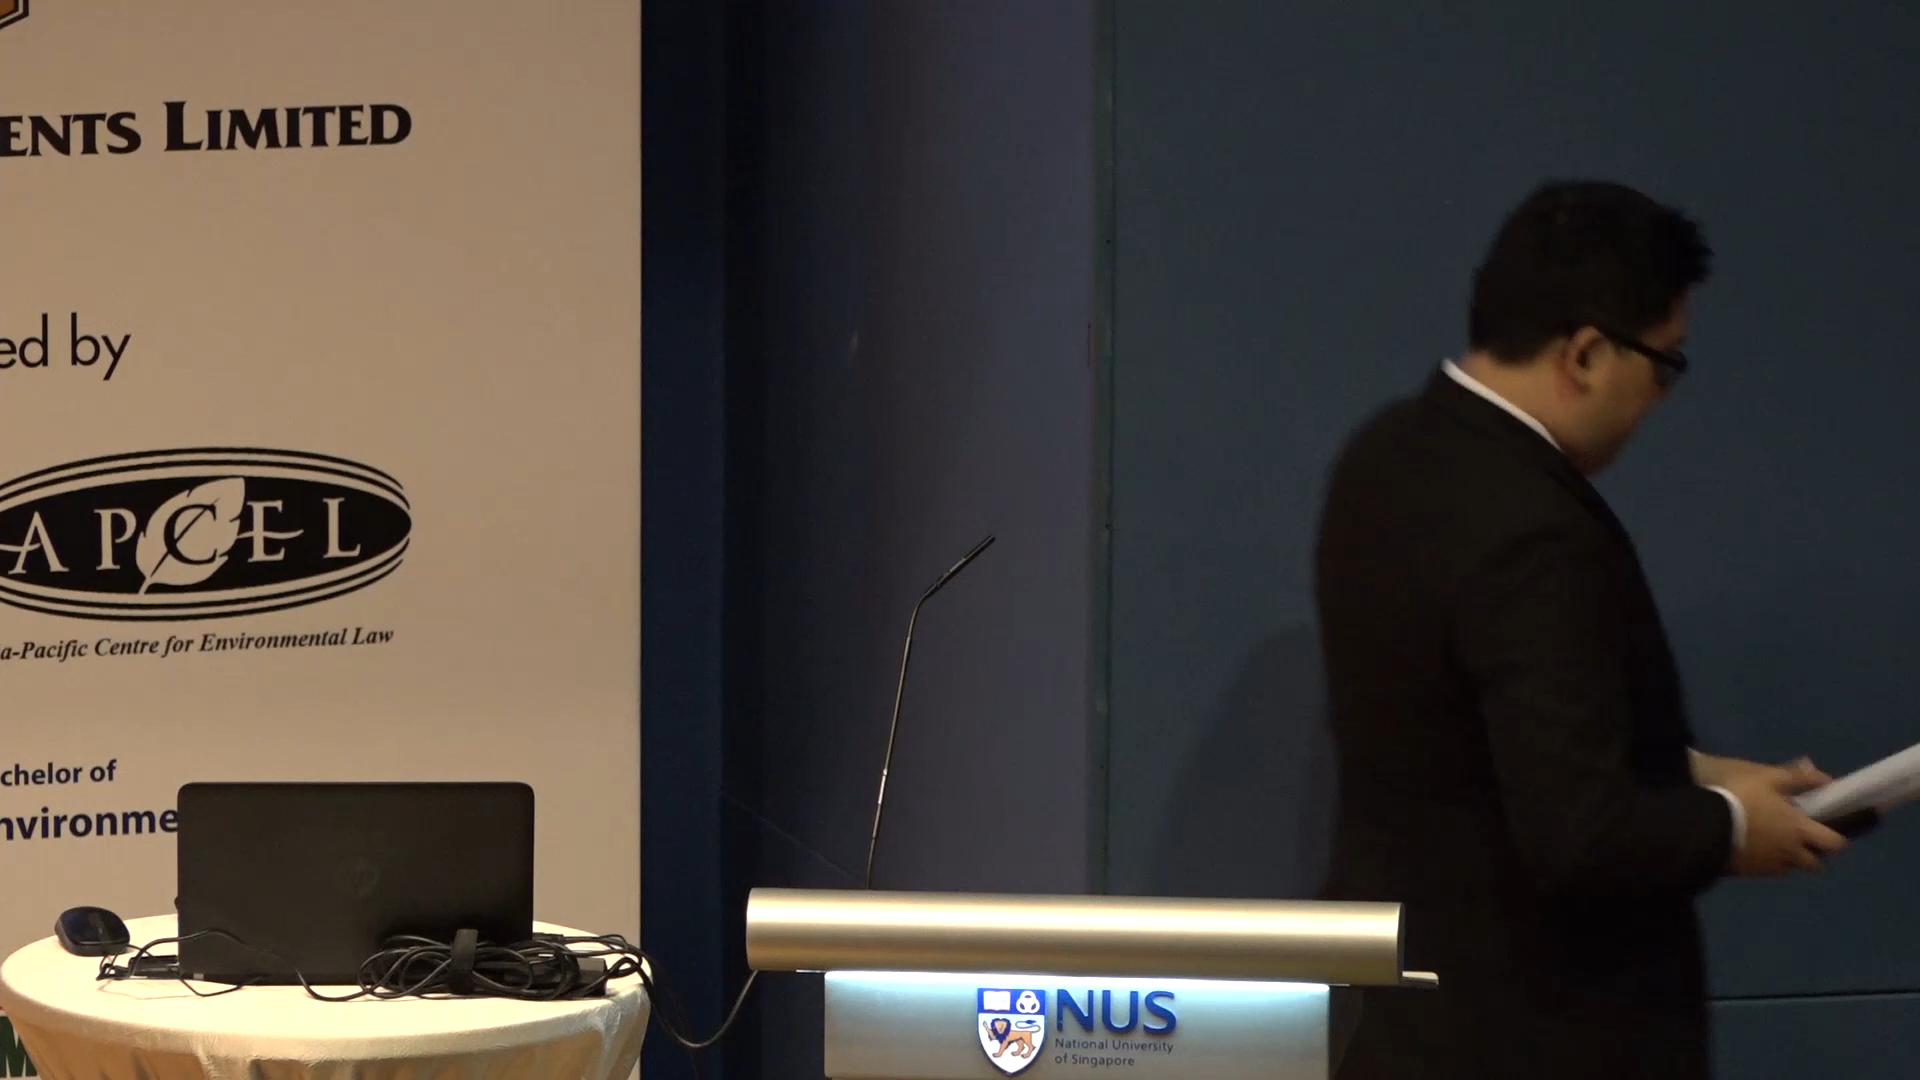 ENTS LIMITED
ed by
APCEL
a-Pacific Centre for Environmental Law
chelor of
nvironme
M
NUS
National University
of Singapore